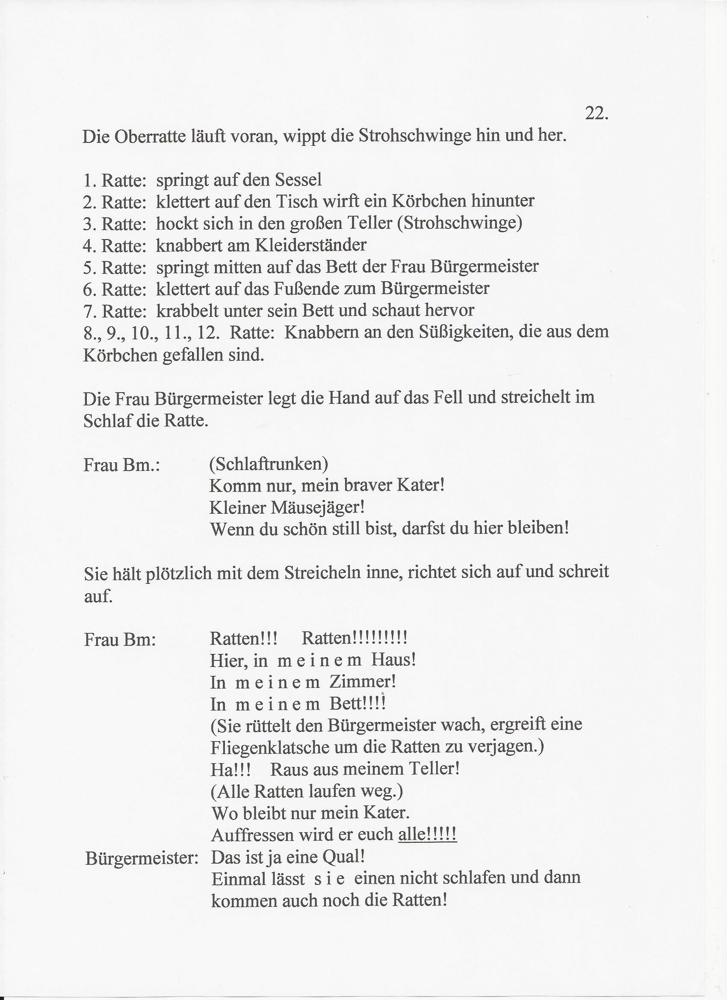 22.
Die Oberratte läuft voran, wippt die Strohschwinge hin und her.
1. Ratte:  springt auf den Sessel
2. Ratte:  klettert auf den Tisch wirft ein Körbchen hinunter
3. Ratte:  hockt sich in den großen Teller (Strohschwinge)
4. Ratte:  knabbert am Kleiderständer
5. Ratte:  springt mitten auf das Bett der Frau Bürgermeister
6. Ratte:  klettert auf das Fußende zum Bürgermeister
7. Ratte:  krabbelt unter sein Bett und schaut hervor
8., 9., 10., 11., 12.  Ratte:  Knabbern an den Süßigkeiten, die aus dem
Körbchen gefallen sind.
Die Frau Bürgermeister legt die Hand auf das Fell und streichelt im
Schlaf die Ratte.
Frau Bm.: (Schlaftrunken)
Komm nur, mein braver Kater!
Kleiner Mäusejäger!
Wenn du schön still bist, darfst du hier bleiben!
Sie hält plötzlich mit dem Streicheln inne, richtet sich auf und schreit
auf.
Frau Bm: Ratten!!! Ratten!!!!!!!!!
Hier, in  m e i n e m  Haus!
In  m e i n e m  Zimmer!
In  m e i n e m  Bett!!!!
(Sie rüttelt den Bürgermeister wach, ergreift eine
Fliegenklatsche um die Ratten zu verjagen.)
Ha!!! Raus aus meinem Teller!
(Alle Ratten laufen weg.)
Wo bleibt nur mein Kater.
Auffressen wird er euch alle!!!!!
Bürgermeister: Das ist ja eine Qual!
Einmal lässt  s i e  einen nicht schlafen und dann
kommen auch noch die Ratten!